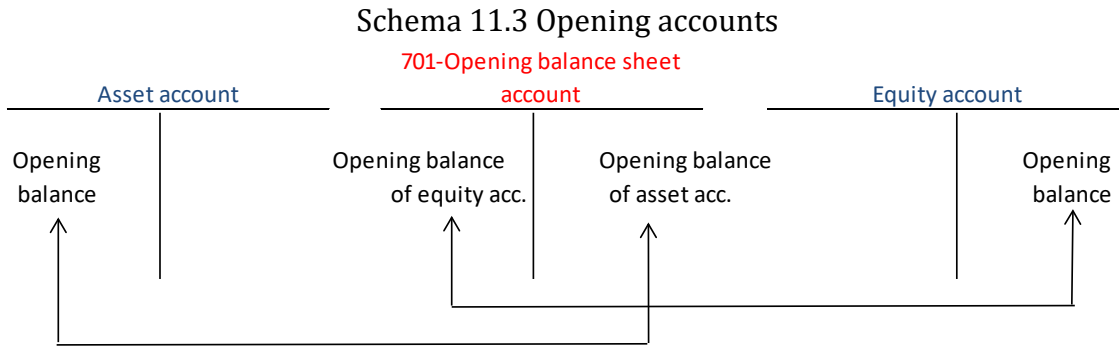 Schema 11.3 Opening accounts
701-Opening balance sheet
Asset account account Equity account
Opening Opening balance Opening balance Opening
balance of equity acc. of asset acc. balance